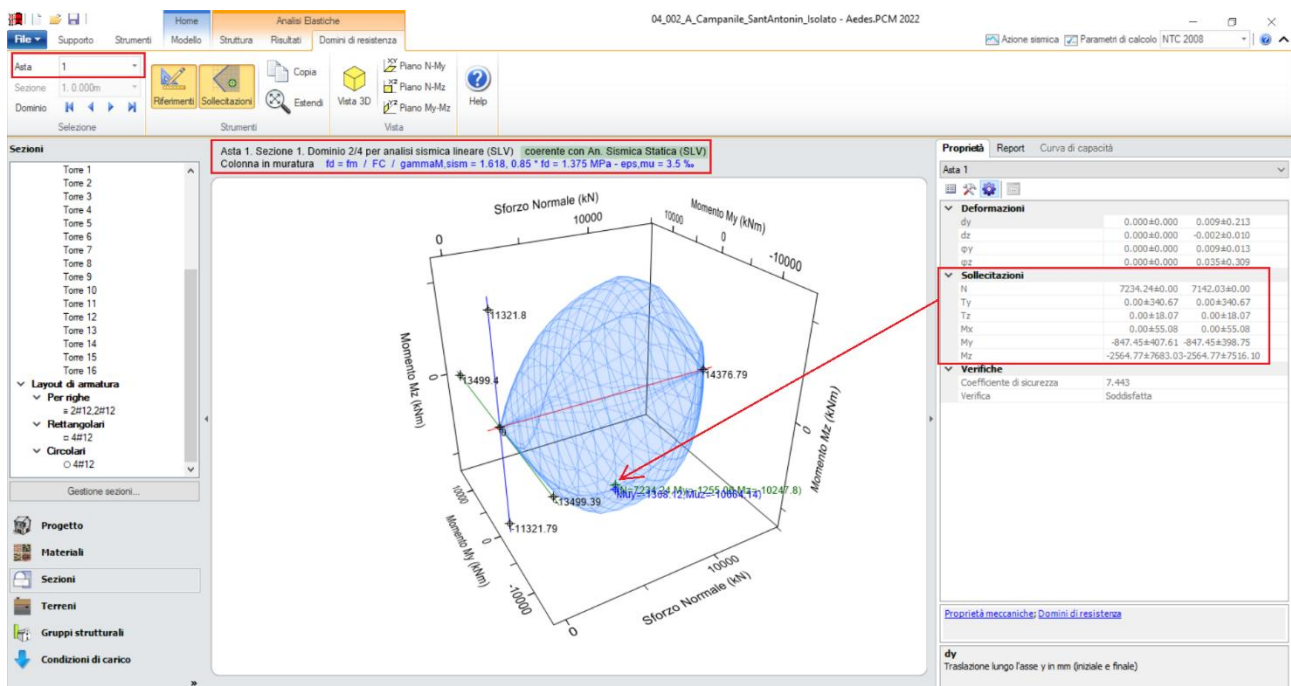 04_002_A_Campanile_SantAntonin_Isolato - Aedes.PCM 2022
Home
Analisi Elastiche
File
Supporto
Strumenti
Modello
Struttura
Risultati
Domini di resistenza
Azione sismica
Parametri di calcolo
NTC 2008
Asta
1
Sezione
1. 0.000m
Dominio
Selezione
Riferimenti
Sollecitazioni
Copia
Estendi
Strumenti
Vista 3D
XY
Piano N-My
XZ
Piano N-Mz
YZ
Piano My-Mz
Vista
Help
Sezioni
Torre 1
Torre 2
Torre 3
Torre 4
Torre 5
Torre 6
Torre 7
Torre 8
Torre 9
Torre 10
Torre 11
Torre 12
Torre 13
Torre 14
Torre 15
Torre 16
Layout di armatura
Per righe
2#12,2#12
Rettangolari
4#12
Circolari
4#12
Gestione sezioni...
Progetto
Materiali
Sezioni
Terreni
Gruppi strutturali
Condizioni di carico
»
Asta 1. Sezione 1. Dominio 2/4 per analisi sismica lineare (SLV) coerente con An. Sismica Statica (SLV)
Colonna in muratura fd = fm / FC / gammaM,sism = 1.618, 0.85 * fd = 1.375 MPa - eps,mu = 3.5 ‰
Sforzo Normale (kN)
0
10000
Momento My (kNm)
10000
0
-10000
Momento Mz (kNm)
0
11321.8
13499.4
14376.79
0
13499.39
-11321.79
(N=7234.24,My=-1255.06,Mz=-10247.8)
Momento Mz (kNm)
0
Momento My (kNm)
10000
0
-10000
Sforzo Normale (kN)
0
10000
Proprietà
Report
Curva di capacità
Asta 1
Deformazioni
dy 0.000±0.000 0.009±0.213
dz 0.000±0.000 -0.002±0.010
φy 0.000±0.000 0.009±0.013
φz 0.000±0.000 0.035±0.309
Sollecitazioni
N 7234.24±0.00 7142.03±0.00
Ty 0.00±340.67 0.00±340.67
Tz 0.00±18.07 0.00±18.07
Mx 0.00±55.08 0.00±55.08
My -847.45±407.61 -847.45±398.75
Mz -2564.77±7683.03 -2564.77±7516.10
Verifiche
Coefficiente di sicurezza 7.443
Verifica Soddisfatta
Proprietà meccaniche; Domini di resistenza
dy
Traslazione lungo l'asse y in mm (iniziale e finale)